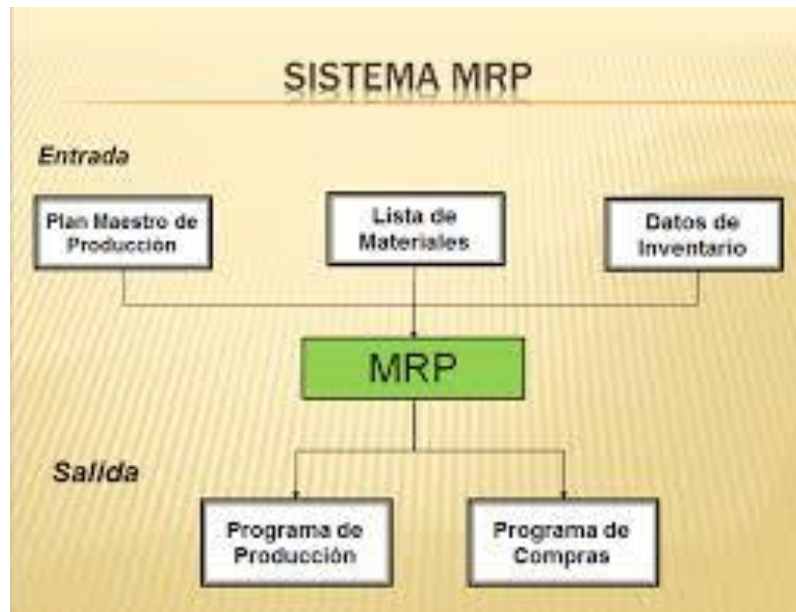 SISTEMA MRP
Entrada
Plan Maestro de
Producción
Lista de
Materiales
Datos de
Inventario
MRP
Salida
Programa de
Producción
Programa de
Compras